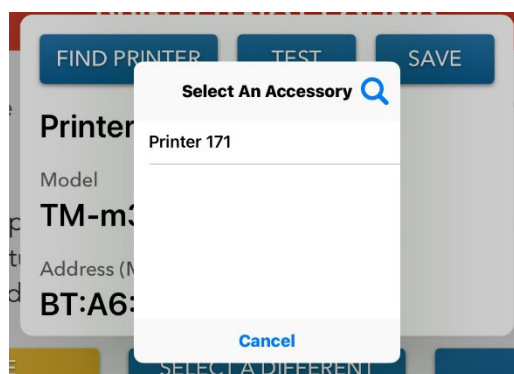 FIND PRINTER
TEST
SAVE
Select An Accessory
Printer
Printer 171
Model
TM-m3
Address (M
BT:A6:
Cancel
SELECT A DIFFERENT